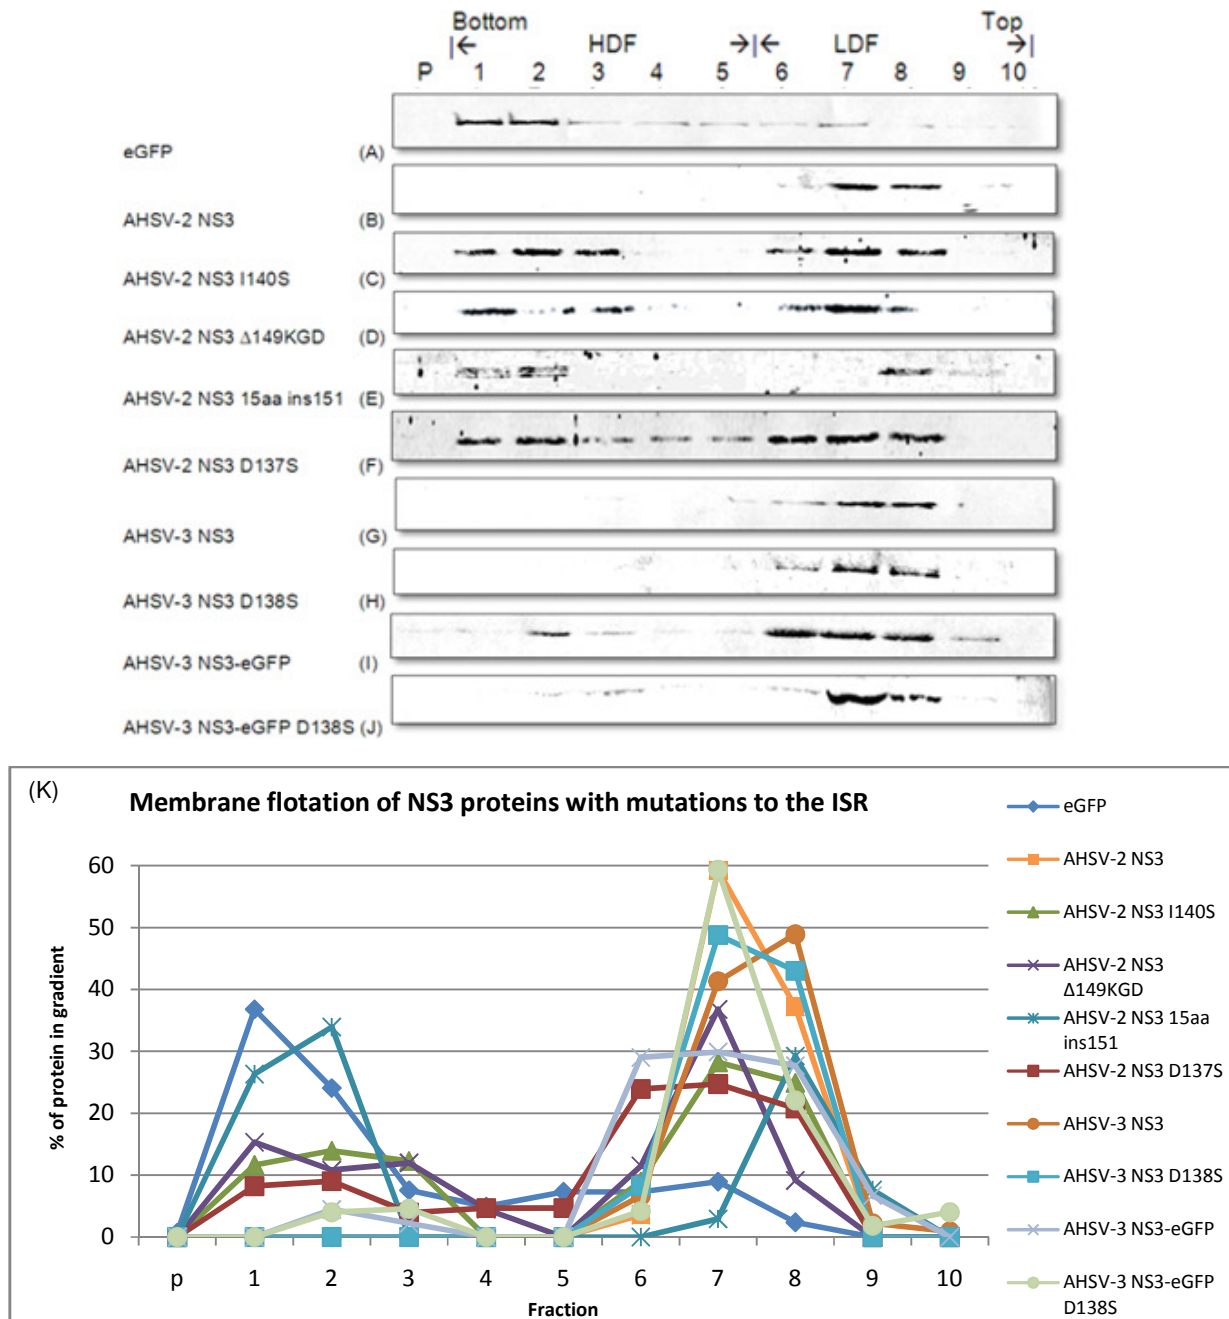 Bottom Top
|← HDF →|← LDF →|
P 1 2 3 4 5 6 7 8 9 10
eGFP (A)
AHSV-2 NS3 (B)
AHSV-2 NS3 I140S (C)
AHSV-2 NS3 Δ149KGD (D)
AHSV-2 NS3 15aa ins151 (E)
AHSV-2 NS3 D137S (F)
AHSV-3 NS3 (G)
AHSV-3 NS3 D138S (H)
AHSV-3 NS3-eGFP (I)
AHSV-3 NS3-eGFP D138S (J)
(K)
Membrane flotation of NS3 proteins with mutations to the ISR
% of protein in gradient
60
50
40
30
20
10
0
p 1 2 3 4 5 6 7 8 9 10
Fraction
eGFP
AHSV-2 NS3
AHSV-2 NS3 I140S
AHSV-2 NS3
Δ149KGD
AHSV-2 NS3 15aa
ins151
AHSV-2 NS3 D137S
AHSV-3 NS3
AHSV-3 NS3 D138S
AHSV-3 NS3-eGFP
AHSV-3 NS3-eGFP
D138S